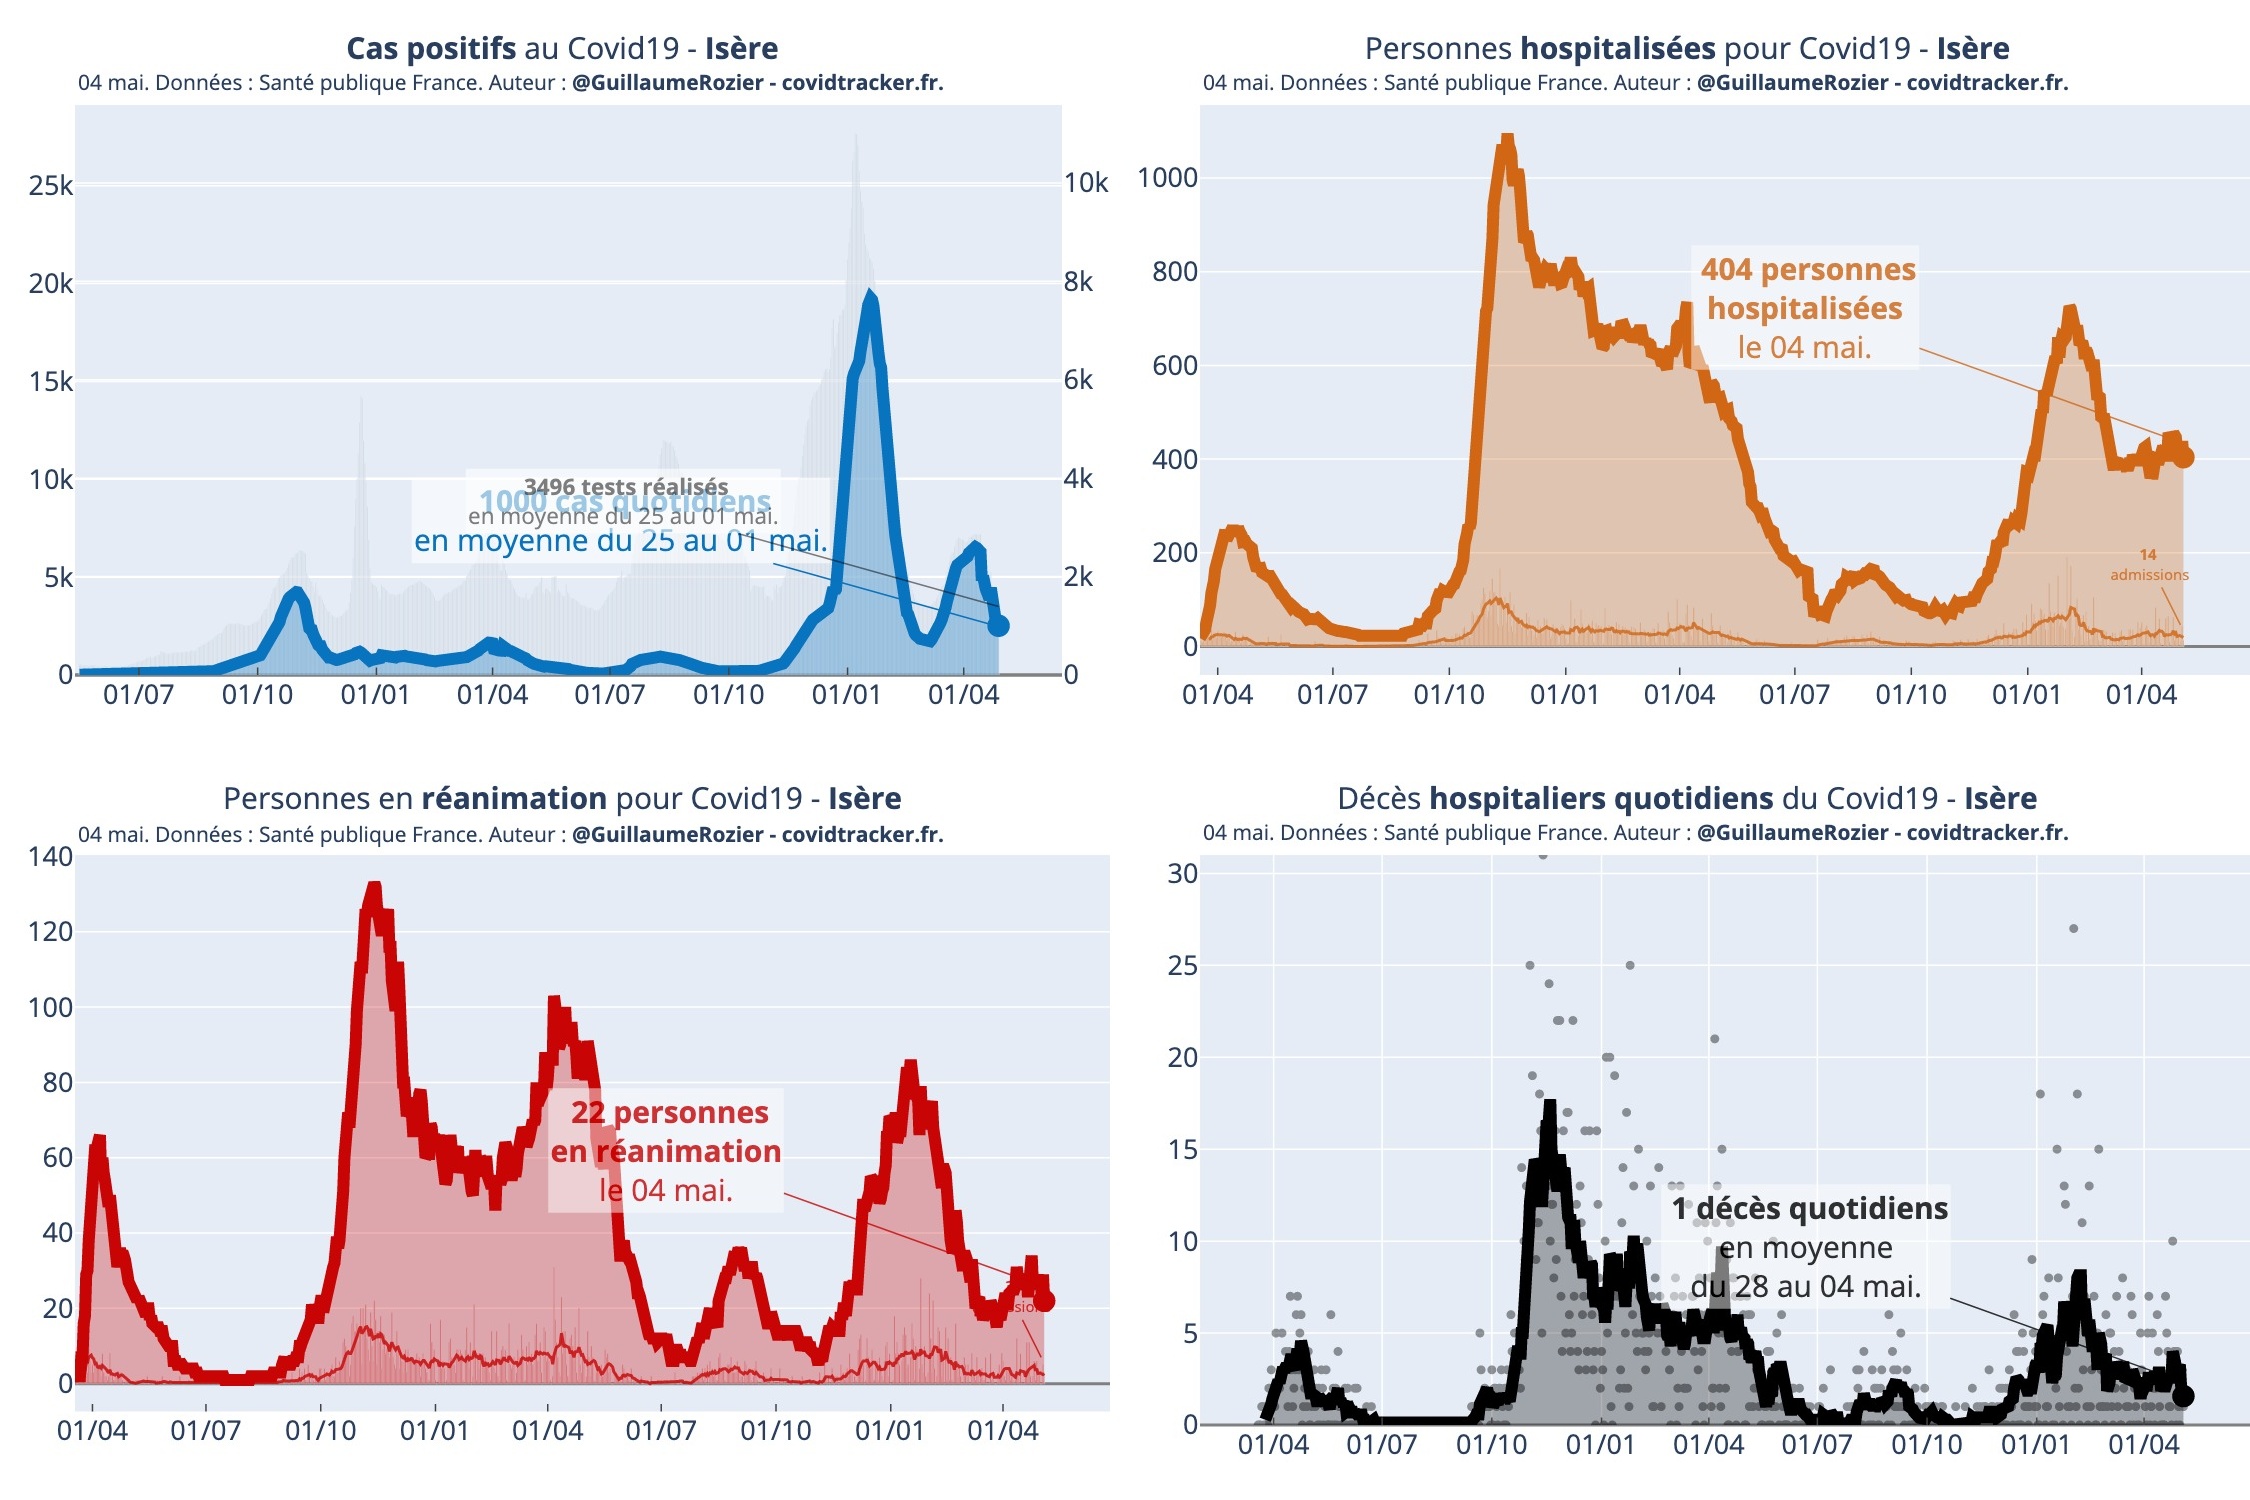 Cas positifs au Covid19 - Isère
04 mai. Données : Santé publique France. Auteur : @GuillaumeRozier - covidtracker.fr.
25k
20k
15k
10k
5k
0
10k
8k
6k
4k
2k
0
3496 tests réalisés
en moyenne du 25 au 01 mai.
1000 cas quotidiens
en moyenne du 25 au 01 mai.
01/07 01/10 01/01 01/04 01/07 01/10 01/01 01/04
Personnes hospitalisées pour Covid19 - Isère
04 mai. Données : Santé publique France. Auteur : @GuillaumeRozier - covidtracker.fr.
1000
800
600
400
200
0
404 personnes
hospitalisées
le 04 mai.
14
admissions
01/04 01/07 01/10 01/01 01/04 01/07 01/10 01/01 01/04
Personnes en réanimation pour Covid19 - Isère
04 mai. Données : Santé publique France. Auteur : @GuillaumeRozier - covidtracker.fr.
140
120
100
80
60
40
20
0
22 personnes
en réanimation
le 04 mai.
01/04 01/07 01/10 01/01 01/04 01/07 01/10 01/01 01/04
Décès hospitaliers quotidiens du Covid19 - Isère
04 mai. Données : Santé publique France. Auteur : @GuillaumeRozier - covidtracker.fr.
30
25
20
15
10
5
0
1 décès quotidiens
en moyenne
du 28 au 04 mai.
01/04 01/07 01/10 01/01 01/04 01/07 01/10 01/01 01/04